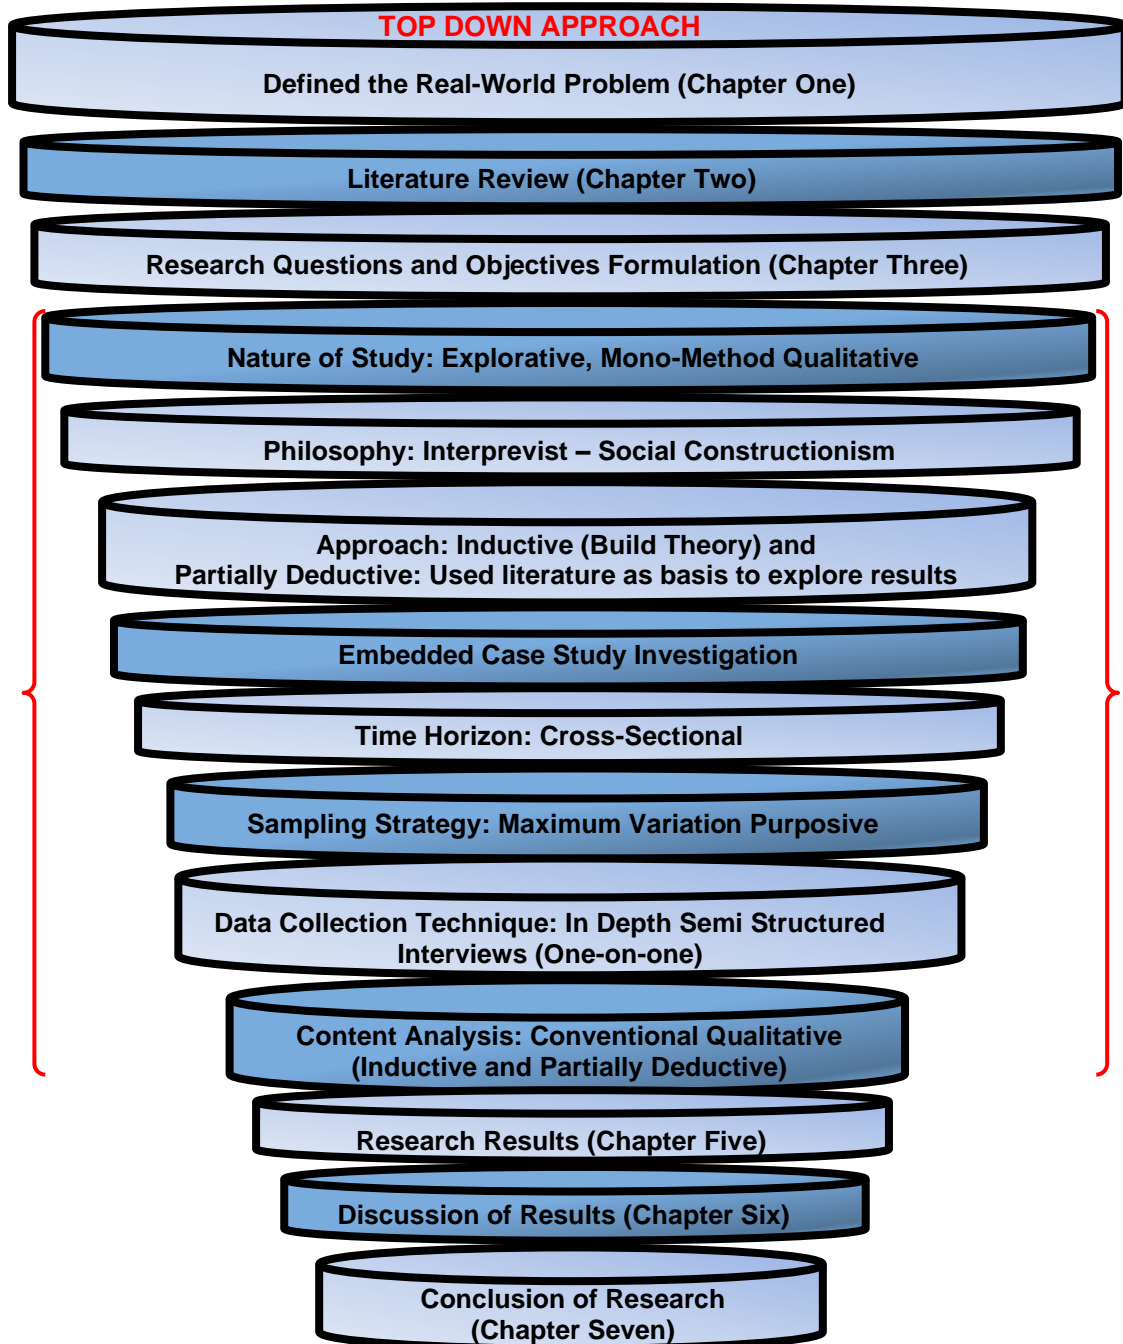 TOP DOWN APPROACH
Defined the Real-World Problem (Chapter One)
Literature Review (Chapter Two)
Research Questions and Objectives Formulation (Chapter Three)
Nature of Study: Explorative, Mono-Method Qualitative
Philosophy: Interprevist – Social Constructionism
Approach: Inductive (Build Theory) and
Partially Deductive: Used literature as basis to explore results
Embedded Case Study Investigation
Time Horizon: Cross-Sectional
Sampling Strategy: Maximum Variation Purposive
Data Collection Technique: In Depth Semi Structured
Interviews (One-on-one)
Content Analysis: Conventional Qualitative
(Inductive and Partially Deductive)
Research Results (Chapter Five)
Discussion of Results (Chapter Six)
Conclusion of Research
(Chapter Seven)